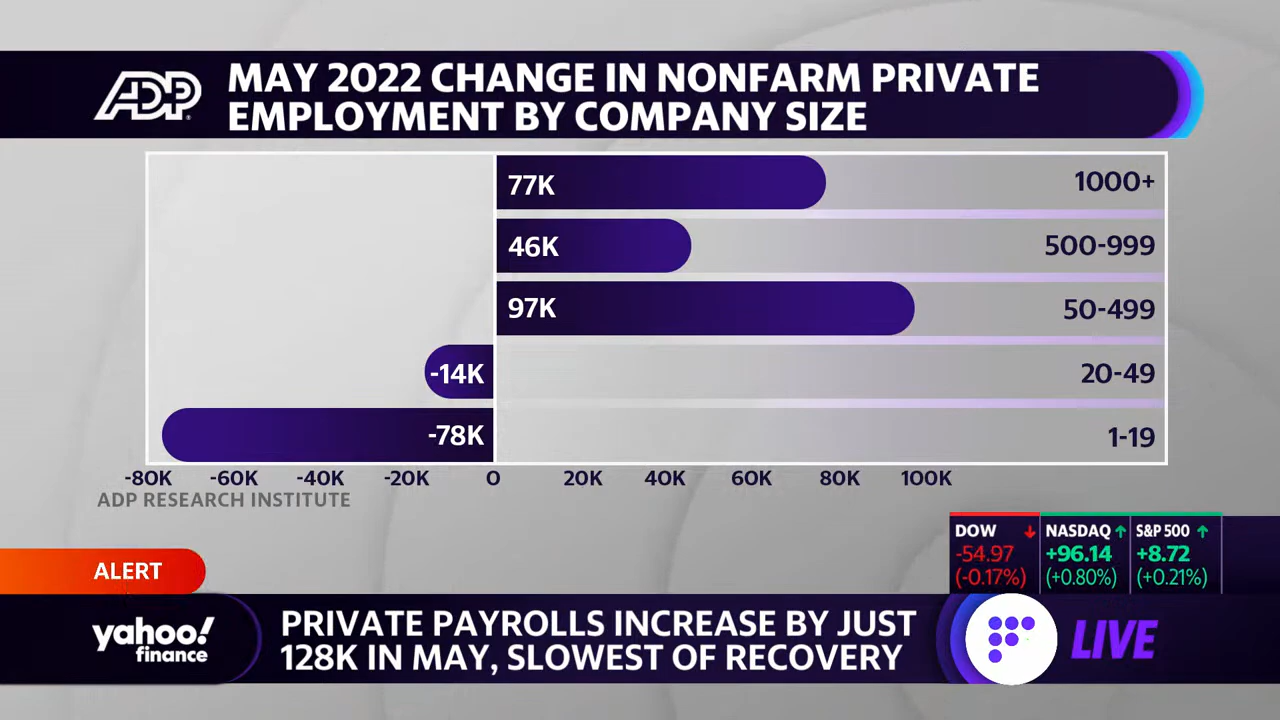 ADP
MAY 2022 CHANGE IN NONFARM PRIVATE
EMPLOYMENT BY COMPANY SIZE
77K 1000+
46K 500-999
97K 50-499
-14K 20-49
-78K 1-19
-80K -60K -40K -20K 0 20K 40K 60K 80K 100K
ADP RESEARCH INSTITUTE
DOW NASDAQ S&P 500
-54.97 +96.14 +8.72
(-0.17%) (+0.80%) (+0.21%)
ALERT
yahoo!
finance
PRIVATE PAYROLLS INCREASE BY JUST
128K IN MAY, SLOWEST OF RECOVERY
LIVE